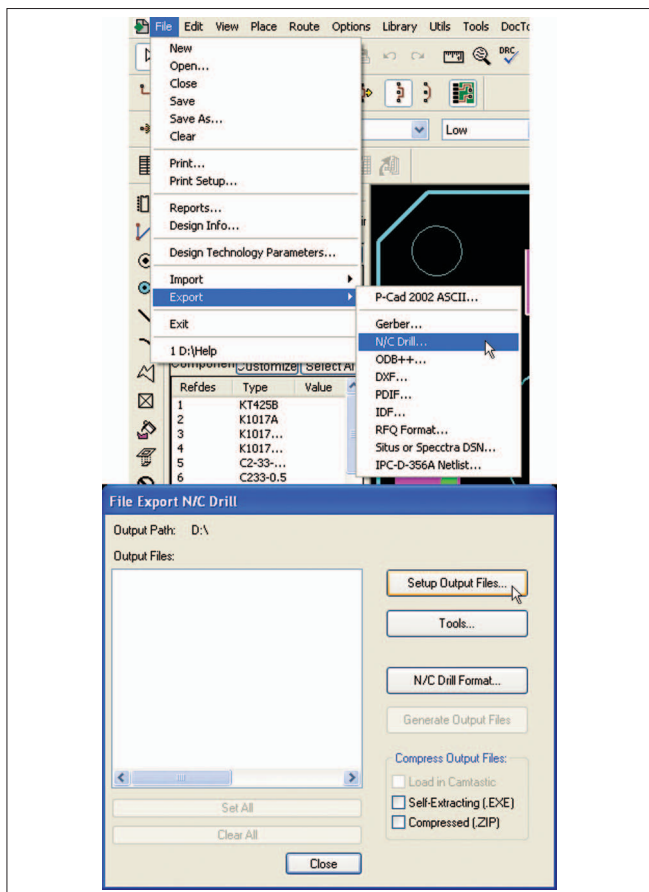 File Edit View Place Route Options Library Utils Tools
New
Open...
Close
Save
Save As...
Clear
Print...
Print Setup...
Reports...
Design Info...
Design Technology Parameters...
Import
Export
Exit
1 D:\Help
DRC
Low
P-Cad 2002 ASCII...
Gerber...
N/C Drill...
ODB++...
DXF...
PDIF...
IDF...
RFQ Format...
Situs or Specctra DSN...
IPC-D-356A Netlist...
Component Customize Select
Refdes Type Value
1 KT425B
2 K1017A
3 K1017...
4 K1017...
5 C2-33-...
6 C233-0.5
File Export N/C Drill
Output Path: D:\
Output Files:
Setup Output Files...
Tools...
N/C Drill Format...
Generate Output Files
Compress Output Files:
Load in Camtastic
Self-Extracting (.EXE)
Compressed (.ZIP)
Set All
Clear All
Close